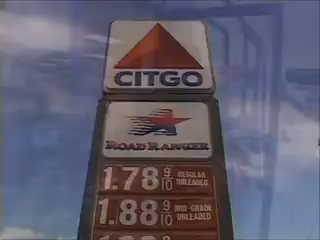 CITGO
ROAD RANGER
1.78 9/10 REGULAR UNLEADED
1.88 9/10 MID-GRADE UNLEADED